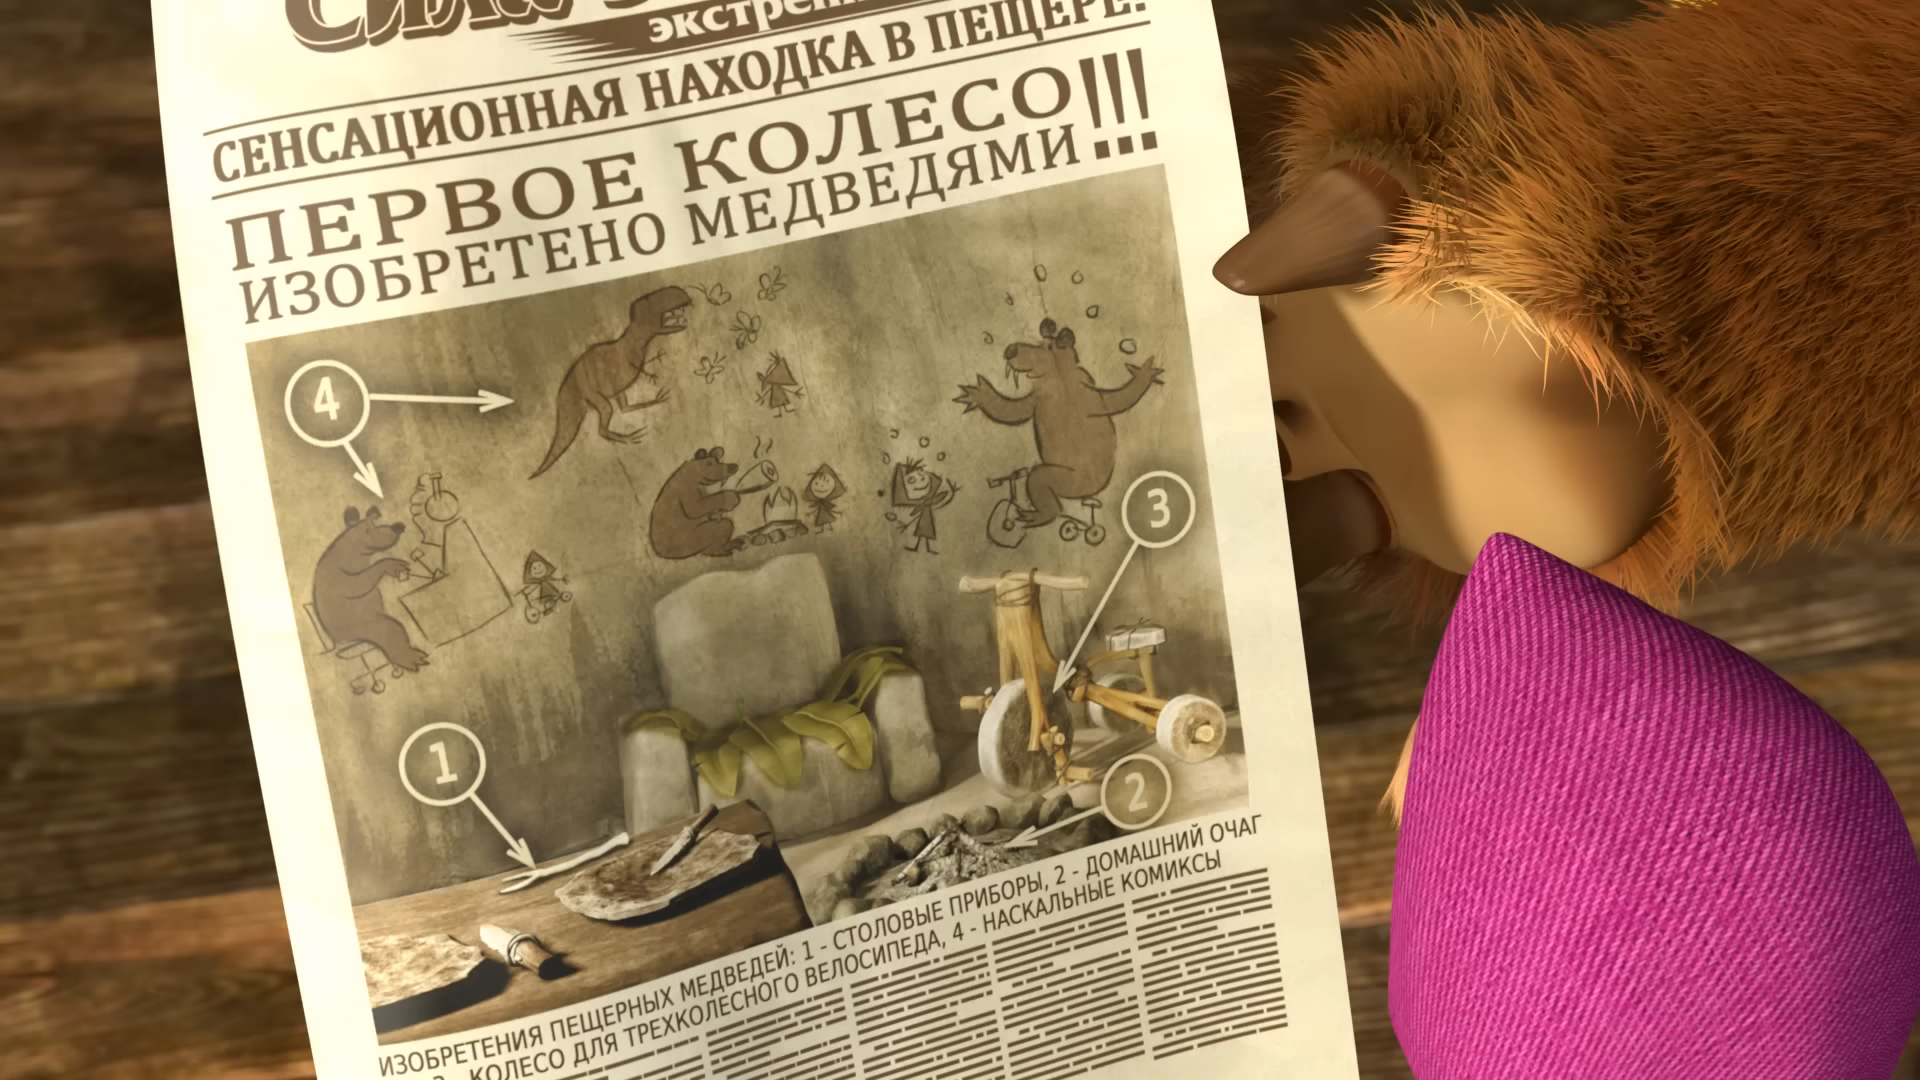 СЕНСАЦИОННАЯ НАХОДКА В ПЕЩЕРЕ:
ПЕРВОЕ КОЛЕСО
ИЗОБРЕТЕНО МЕДВЕДЯМИ!!!
4
3
1
2
ИЗОБРЕТЕНИЯ ПЕЩЕРНЫХ МЕДВЕДЕЙ: 1 - СТОЛОВЫЕ ПРИБОРЫ, 2 - ДОМАШНИЙ ОЧАГ
3 - КОЛЕСО ДЛЯ ТРЕХКОЛЕСНОГО ВЕЛОСИПЕДА, 4 - НАСКАЛЬНЫЕ КОМИКСЫ